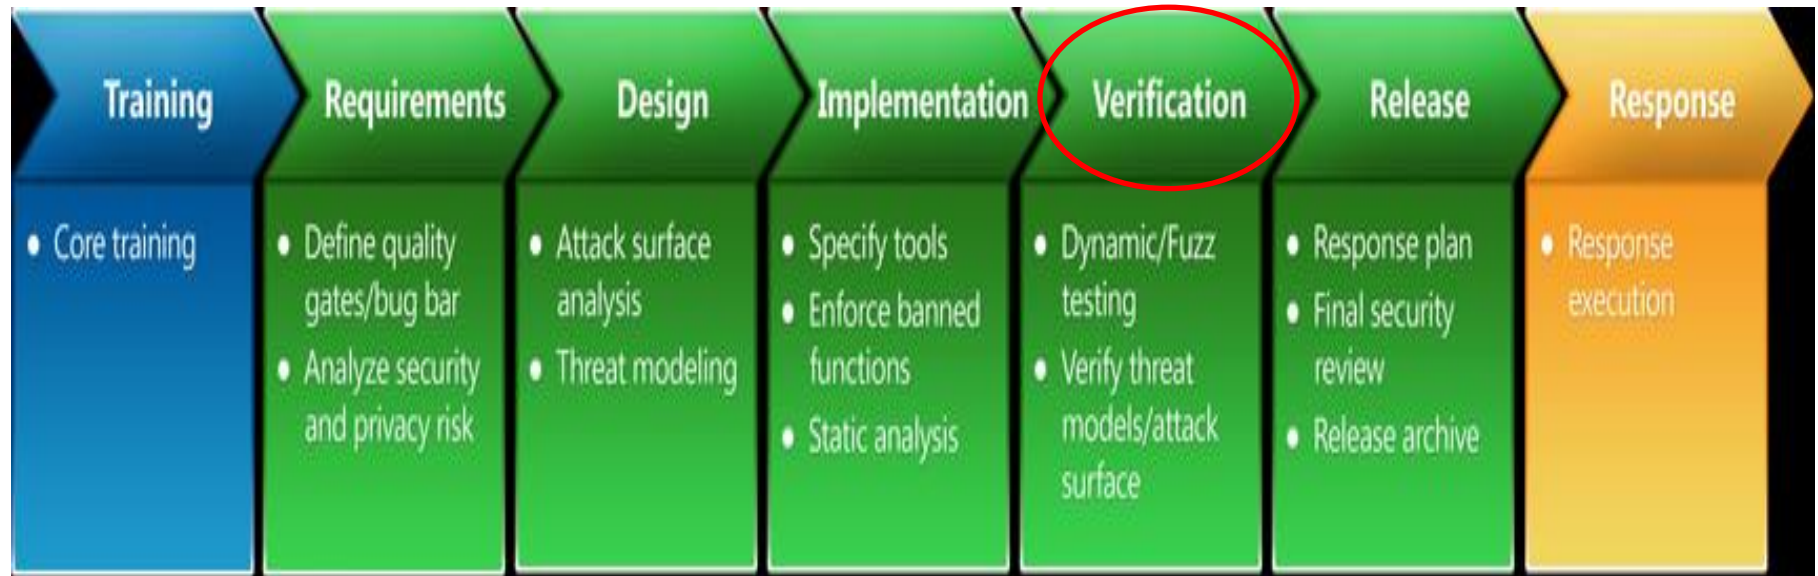 Training
• Core training
Requirements
• Define quality
gates/bug bar
• Analyze security
and privacy risk
Design
• Attack surface
analysis
• Threat modeling
Implementation
• Specify tools
• Enforce banned
functions
• Static analysis
Verification
• Dynamic/Fuzz
testing
• Verify threat
models/attack
surface
Release
• Response plan
• Final security
review
• Release archive
Response
• Response
execution